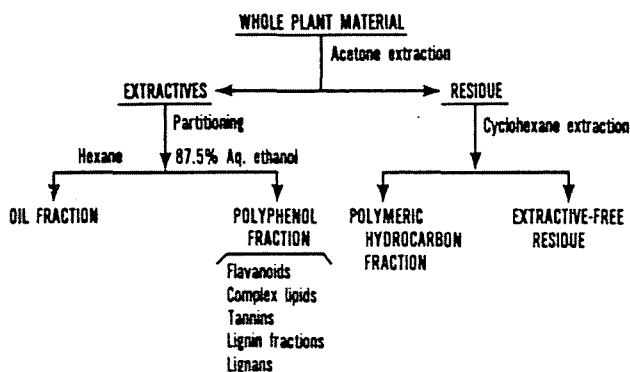 WHOLE PLANT MATERIAL
Acetone extraction
EXTRACTIVES
RESIDUE
Partitioning
Cyclohexane extraction
Hexane
87.5% Aq. ethanol
OIL FRACTION
POLYPHENOL
FRACTION
POLYMERIC
HYDROCARBON
FRACTION
EXTRACTIVE-FREE
RESIDUE
Flavanoids
Complex lipids
Tannins
Lignin fractions
Lignans